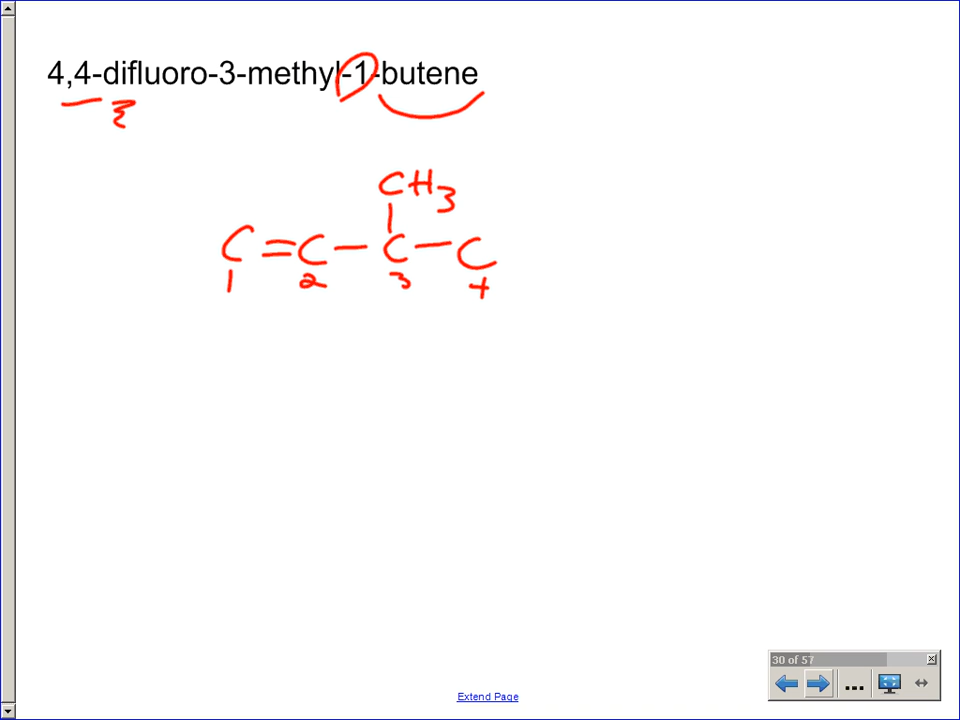 4,4-difluoro-3-methyl-1-butene
CH3
C=C-C-C
1 2 3 4
30 of 57
...
Extend Page